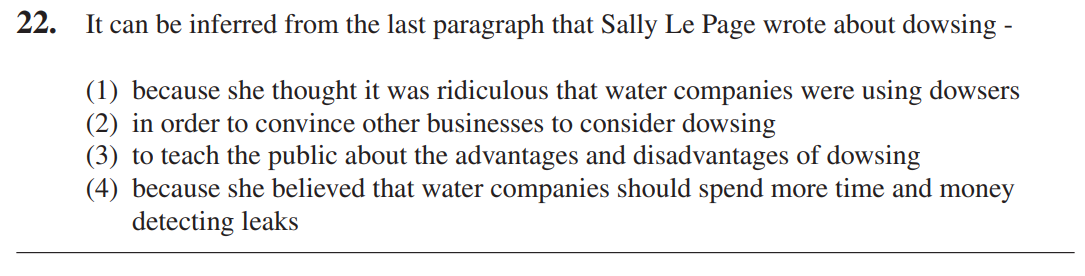 22. It can be inferred from the last paragraph that Sally Le Page wrote about dowsing -
(1) because she thought it was ridiculous that water companies were using dowsers
(2) in order to convince other businesses to consider dowsing
(3) to teach the public about the advantages and disadvantages of dowsing
(4) because she believed that water companies should spend more time and money
detecting leaks